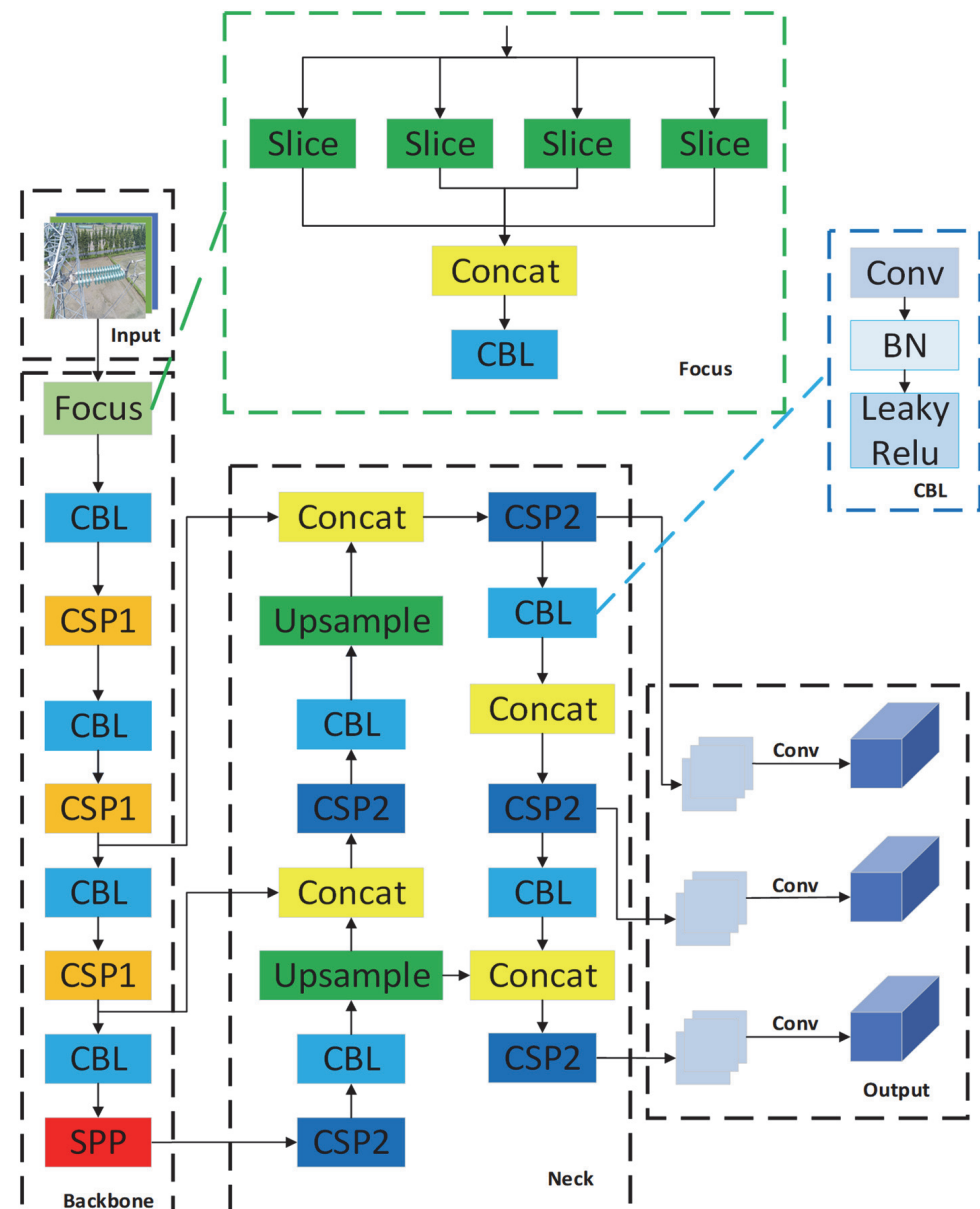 Slice Slice Slice Slice
Concat
CBL
Focus
Input
Conv
BN
Leaky
Relu
CBL
Focus
CBL
CSP1
CBL
CSP1
CBL
CSP1
CBL
SPP
Backbone
Concat
Upsample
CBL
CSP2
Concat
Upsample
CBL
CSP2
CSP2
CBL
Concat
CSP2
CBL
Concat
CSP2
Neck
Conv
Conv
Conv
Output